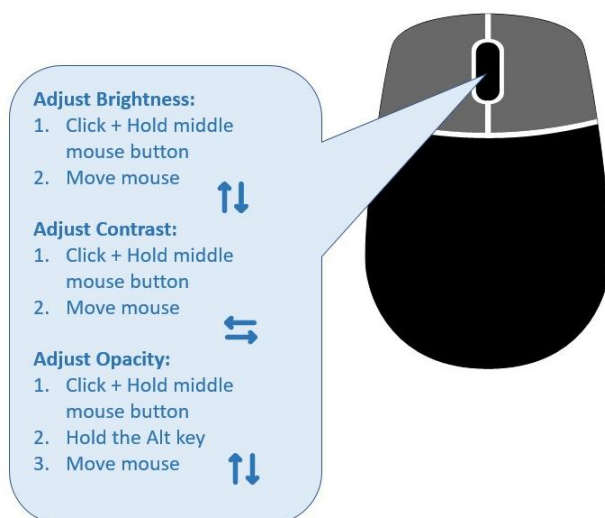 Adjust Brightness:
1. Click + Hold middle
mouse button
2. Move mouse
Adjust Contrast:
1. Click + Hold middle
mouse button
2. Move mouse
Adjust Opacity:
1. Click + Hold middle
mouse button
2. Hold the Alt key
3. Move mouse